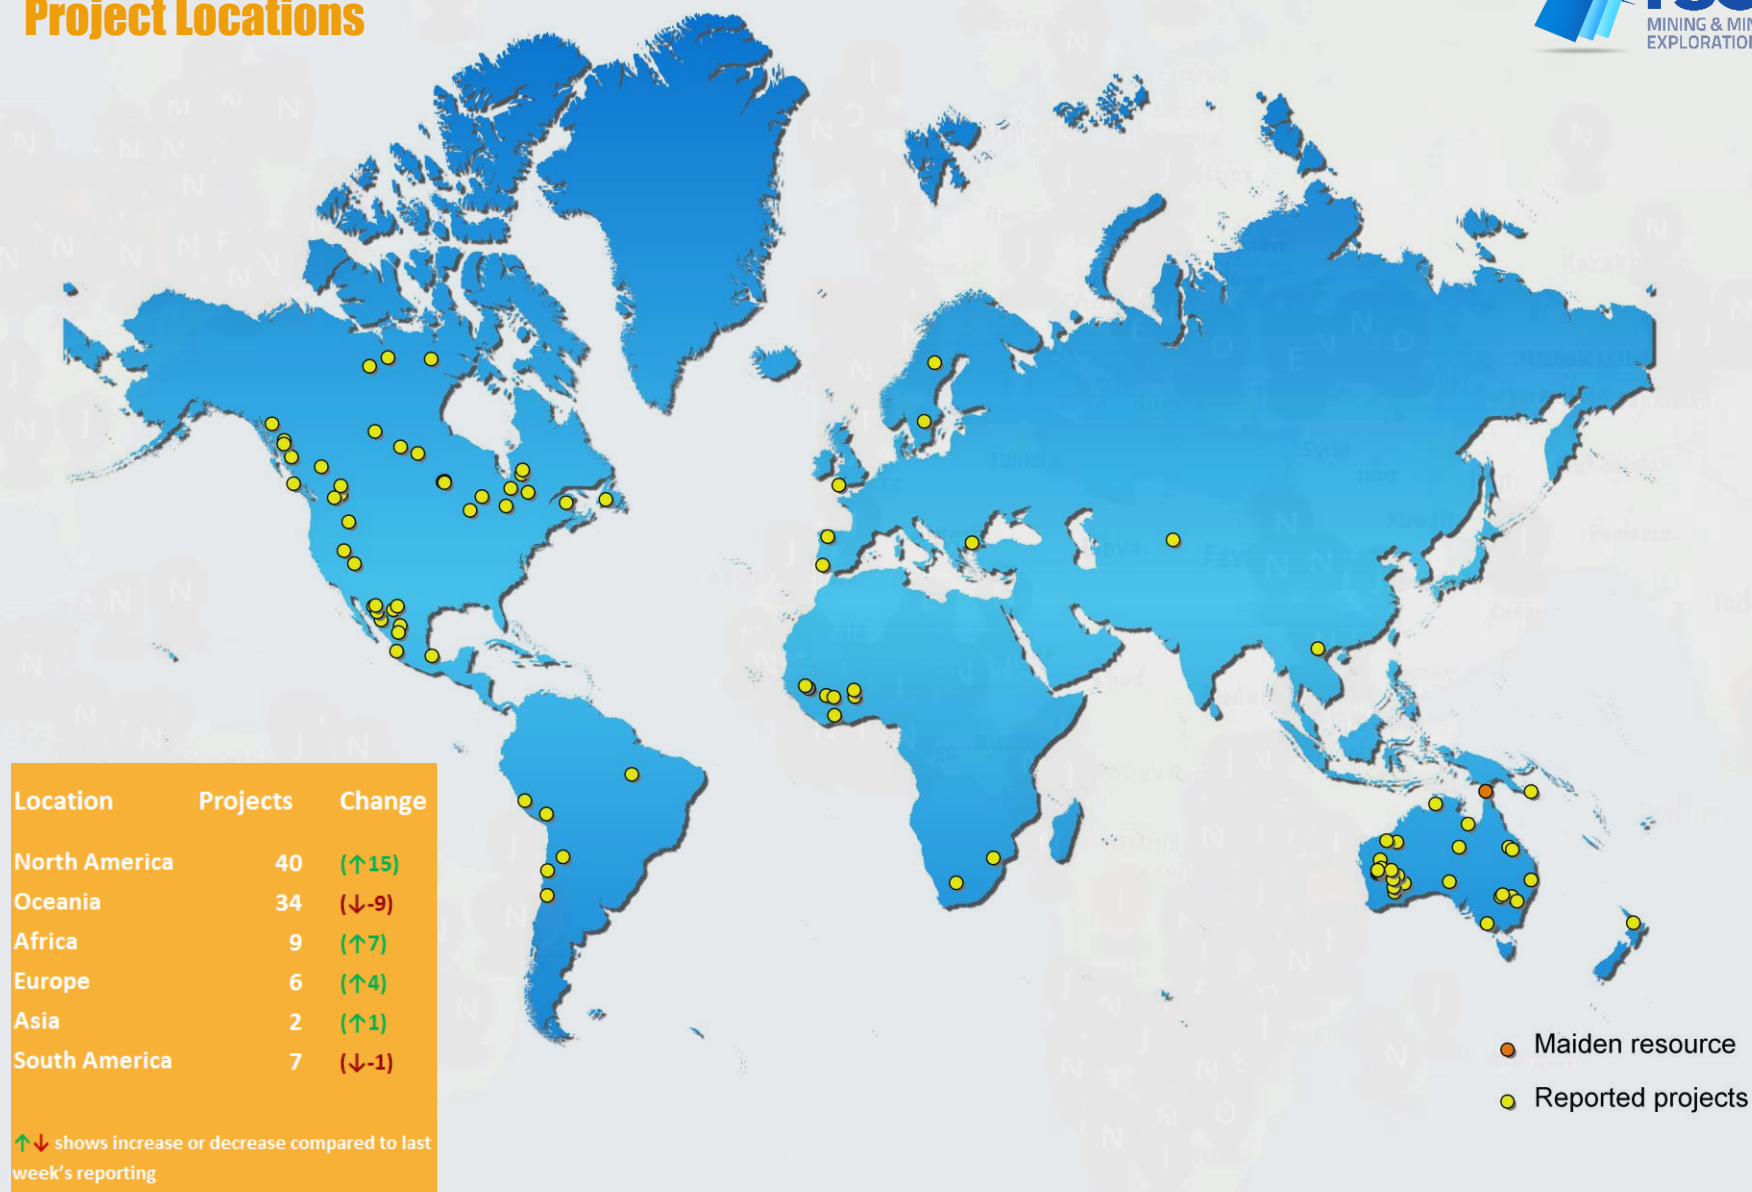 Project Locations
MINING & MIN
EXPLORATION
Location Projects Change
North America 40 (↑15)
Oceania 34 (↓-9)
Africa 9 (↑7)
Europe 6 (↑4)
Asia 2 (↑1)
South America 7 (↓-1)
↑↓ shows increase or decrease compared to last
week's reporting
Maiden resource
Reported projects